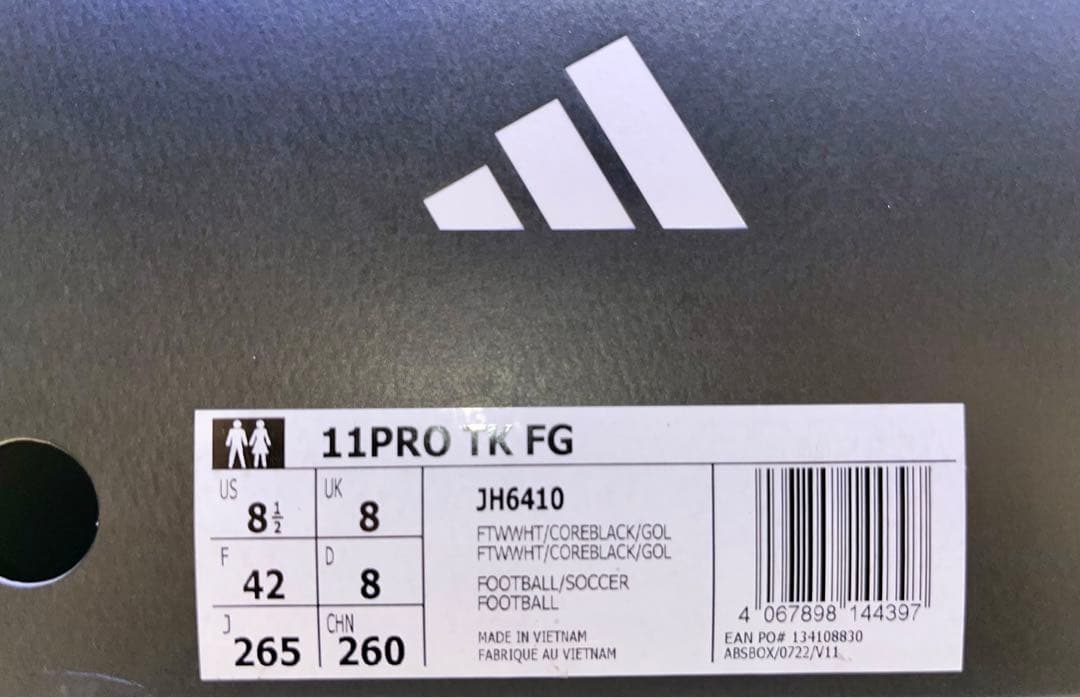 11PRO TK FG
US 8½ UK 8
F 42 D 8
J 265 CHN 260
JH6410
FTWWHT/COREBLACK/GOL
FTWWHT/COREBLACK/GOL
FOOTBALL/SOCCER
FOOTBALL
MADE IN VIETNAM
FABRIQUÉ AU VIETNAM
4 067898 144397
EAN PO# 134108830
ABSBOX/0722/V11